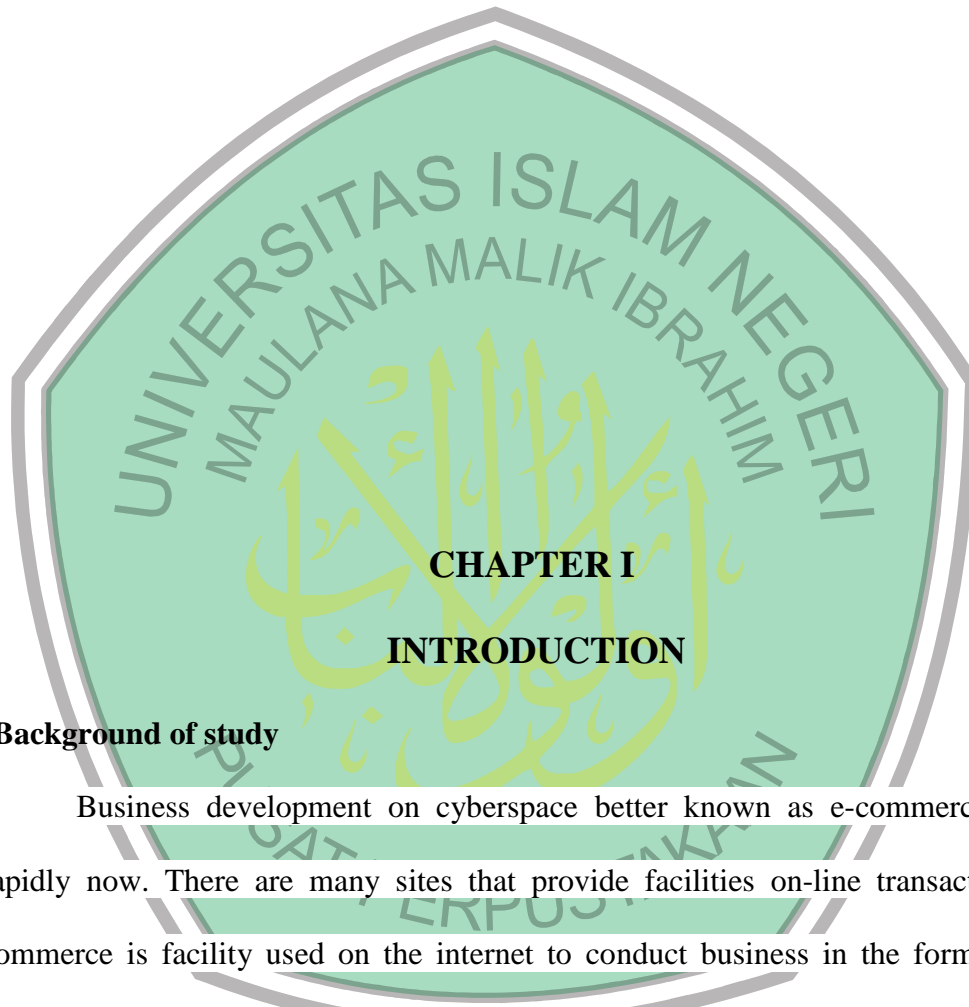 UNIVERSITAS ISLAM NEGERI
MAULANA MALIK IBRAHIM
CHAPTER I
INTRODUCTION
Background of study
Business development on cyberspace better known as
now. There are many sites that provide facilities on-line
is facility used on the internet to conduct business in the
PUSAT PERPUSTAKAAN